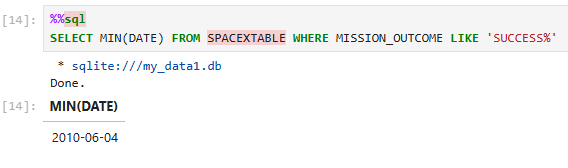 [14]: %%sql
SELECT MIN(DATE) FROM SPACEXTABLE WHERE MISSION_OUTCOME LIKE 'SUCCESS%'
* sqlite:///my_data1.db
Done.
[14]: MIN(DATE)
2010-06-04